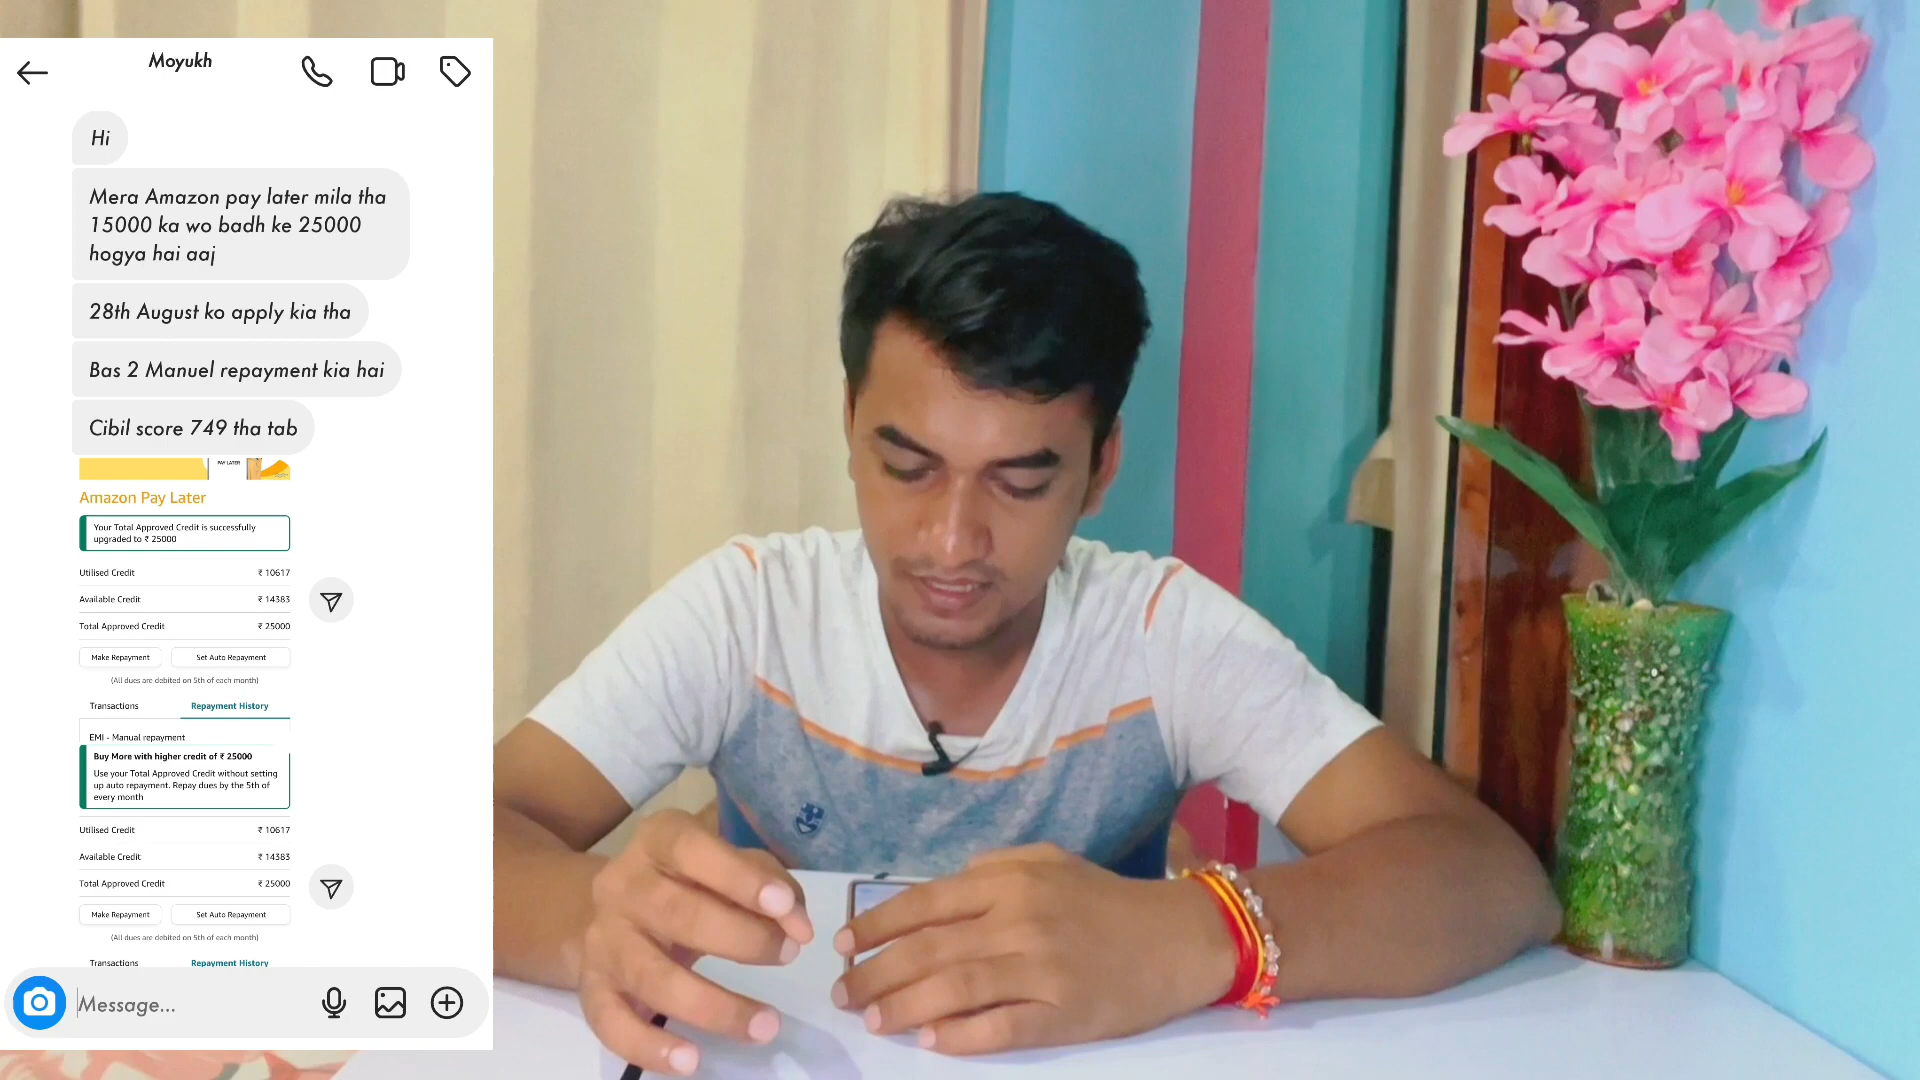 Moyukh
Hi
Mera Amazon pay later mila tha
15000 ka wo badh ke 25000
hogya hai aaj
28th August ko apply kia tha
Bas 2 Manuel repayment kia hai
Cibil score 749 tha tab
PAY LATER
Amazon Pay Later
Your Total Approved Credit is successfully
upgraded to ₹ 25000
Utilised Credit ₹ 10617
Available Credit ₹ 14383
Total Approved Credit ₹ 25000
Make Repayment Set Auto Repayment
(All dues are debited on 5th of each month)
Transactions Repayment History
EMI - Manual repayment
Buy More with higher credit of ₹ 25000
Use your Total Approved Credit without setting
up auto repayment. Repay dues by the 5th of
every month
Utilised Credit ₹ 10617
Available Credit ₹ 14383
Total Approved Credit ₹ 25000
Make Repayment Set Auto Repayment
(All dues are debited on 5th of each month)
Transactions Repayment History
Message...